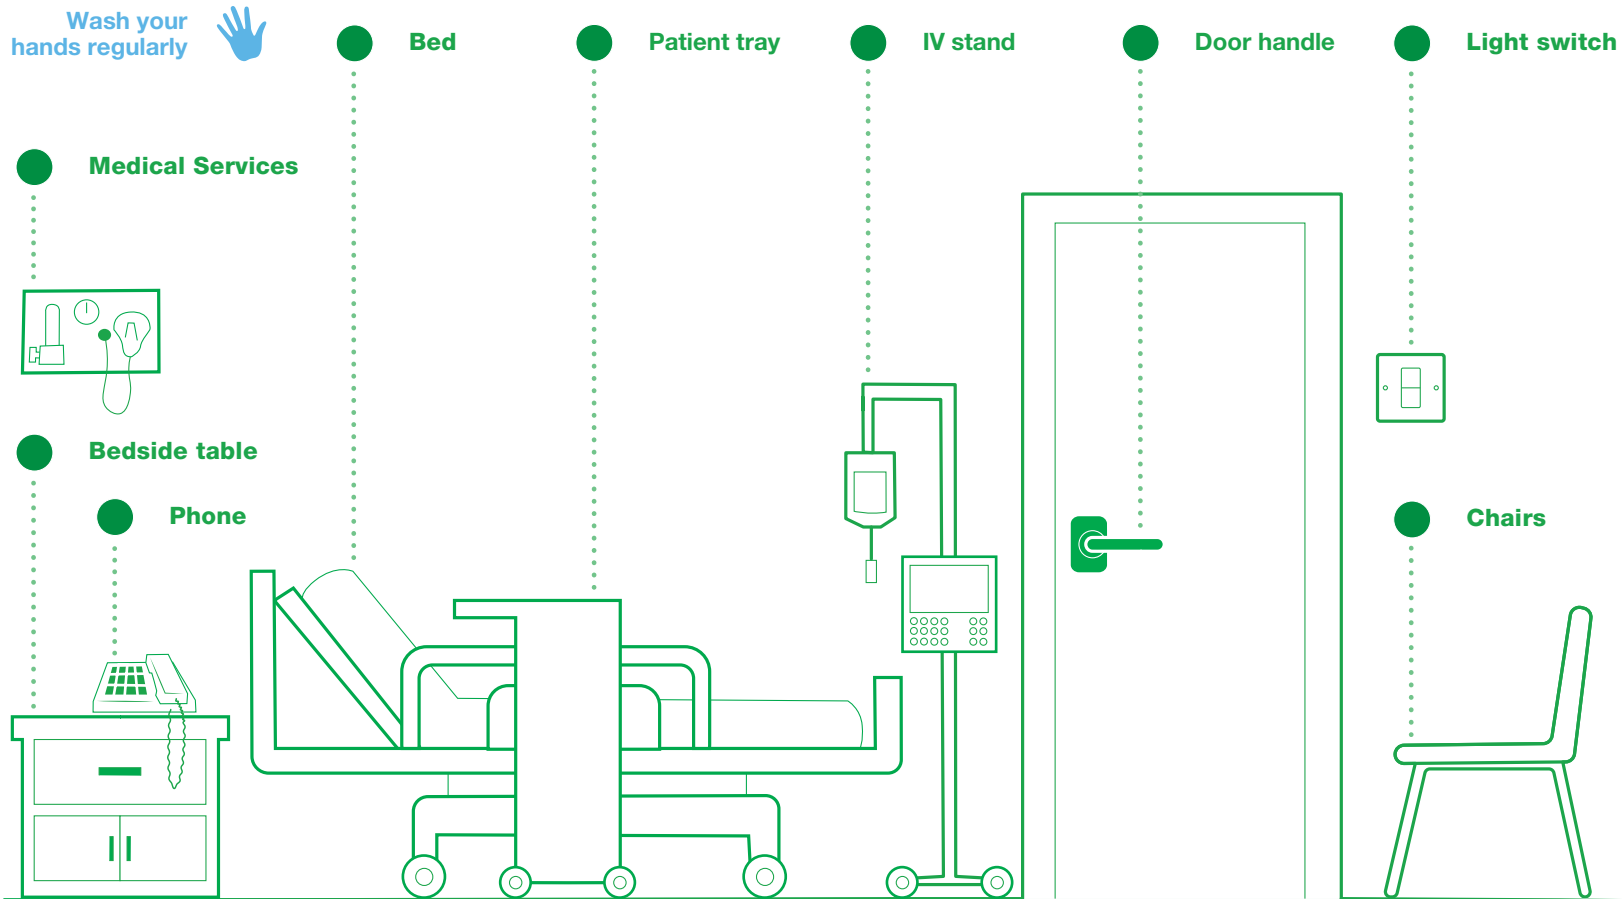 Wash your
hands regularly
Bed
Patient tray
IV stand
Door handle
Light switch
Medical Services
Bedside table
Phone
Chairs